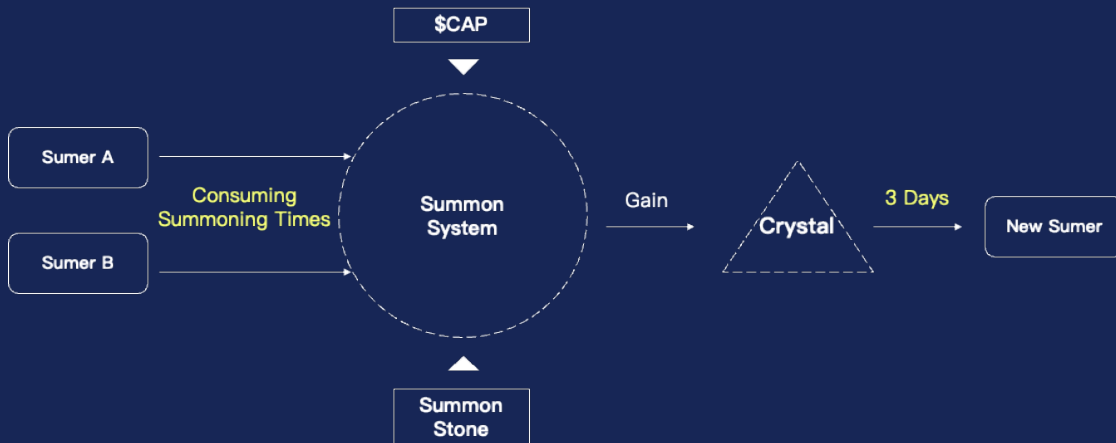 $CAP
Sumer A
Consuming
Summoning Times
Sumer B
Summon
System
Gain
Crystal
3 Days
New Sumer
Summon
Stone